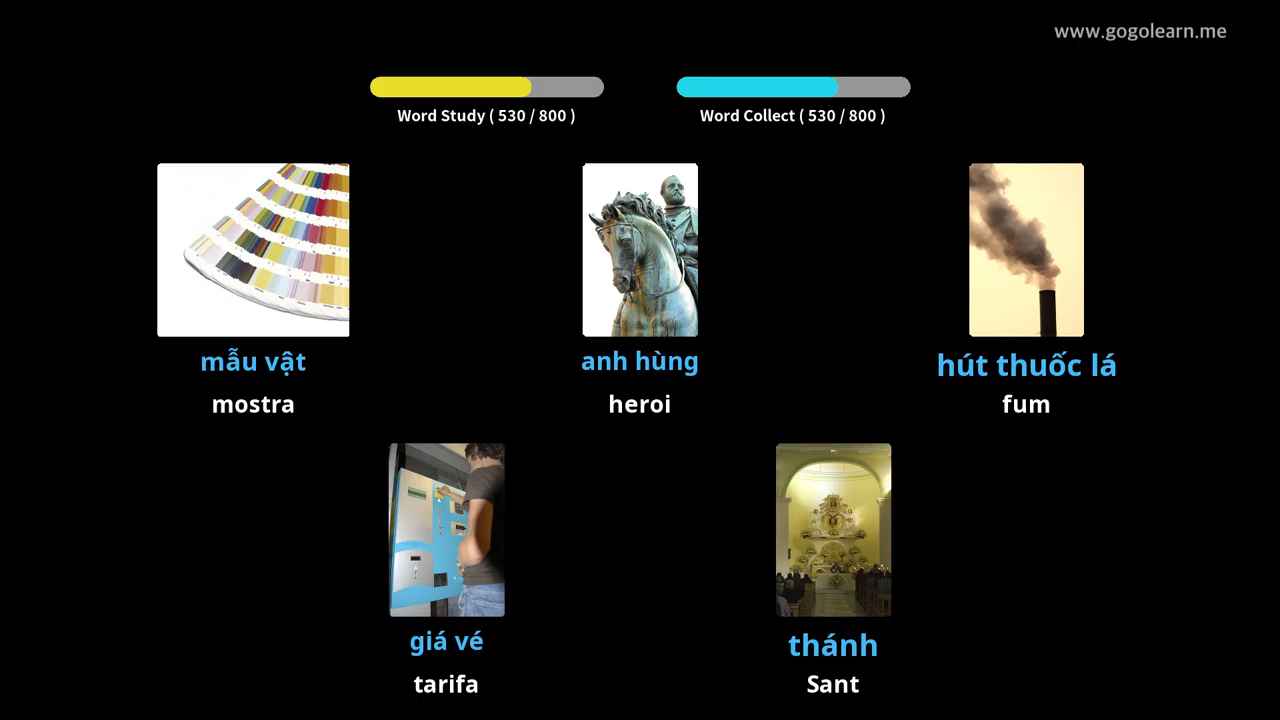 www.gogolearn.me
Word Study ( 530 / 800 )
Word Collect ( 530 / 800 )
mẫu vật
mostra
anh hùng
heroi
hút thuốc lá
fum
giá vé
tarifa
thánh
Sant